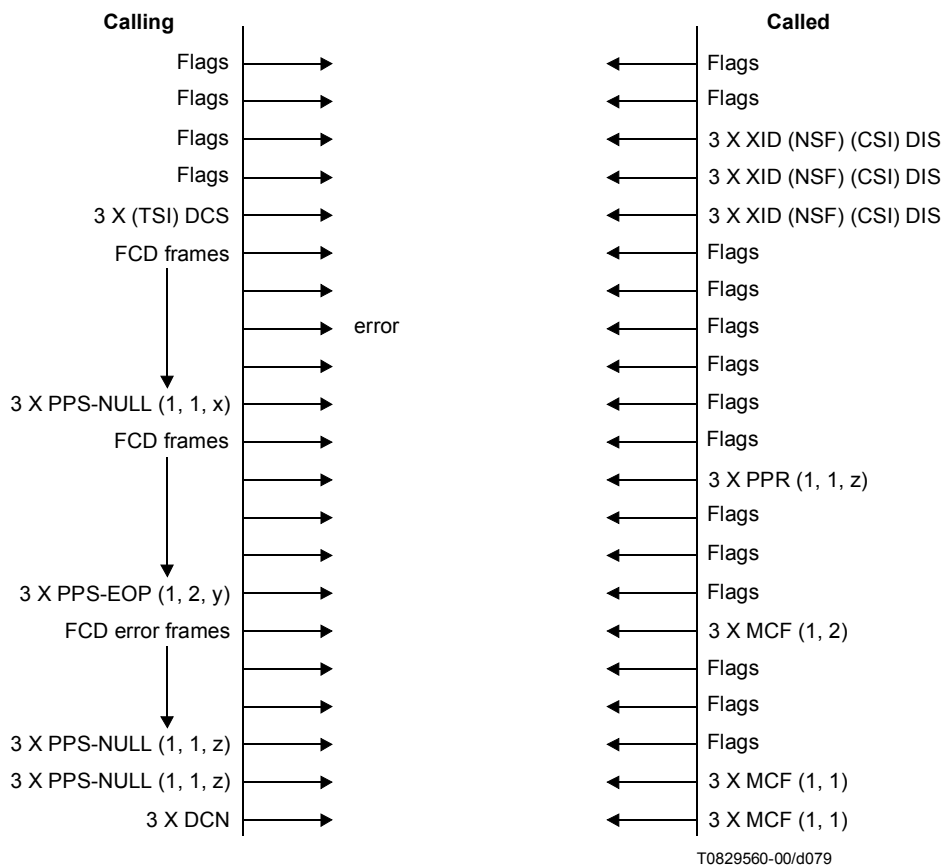 Calling Called
Flags Flags
Flags Flags
Flags 3 X XID (NSF) (CSI) DIS
Flags 3 X XID (NSF) (CSI) DIS
3 X (TSI) DCS 3 X XID (NSF) (CSI) DIS
FCD frames Flags
Flags
error Flags
Flags
3 X PPS-NULL (1, 1, x) Flags
FCD frames Flags
3 X PPR (1, 1, z)
Flags
Flags
3 X PPS-EOP (1, 2, y) Flags
FCD error frames 3 X MCF (1, 2)
Flags
Flags
3 X PPS-NULL (1, 1, z) Flags
3 X PPS-NULL (1, 1, z) 3 X MCF (1, 1)
3 X DCN 3 X MCF (1, 1)
T0829560-00/d079